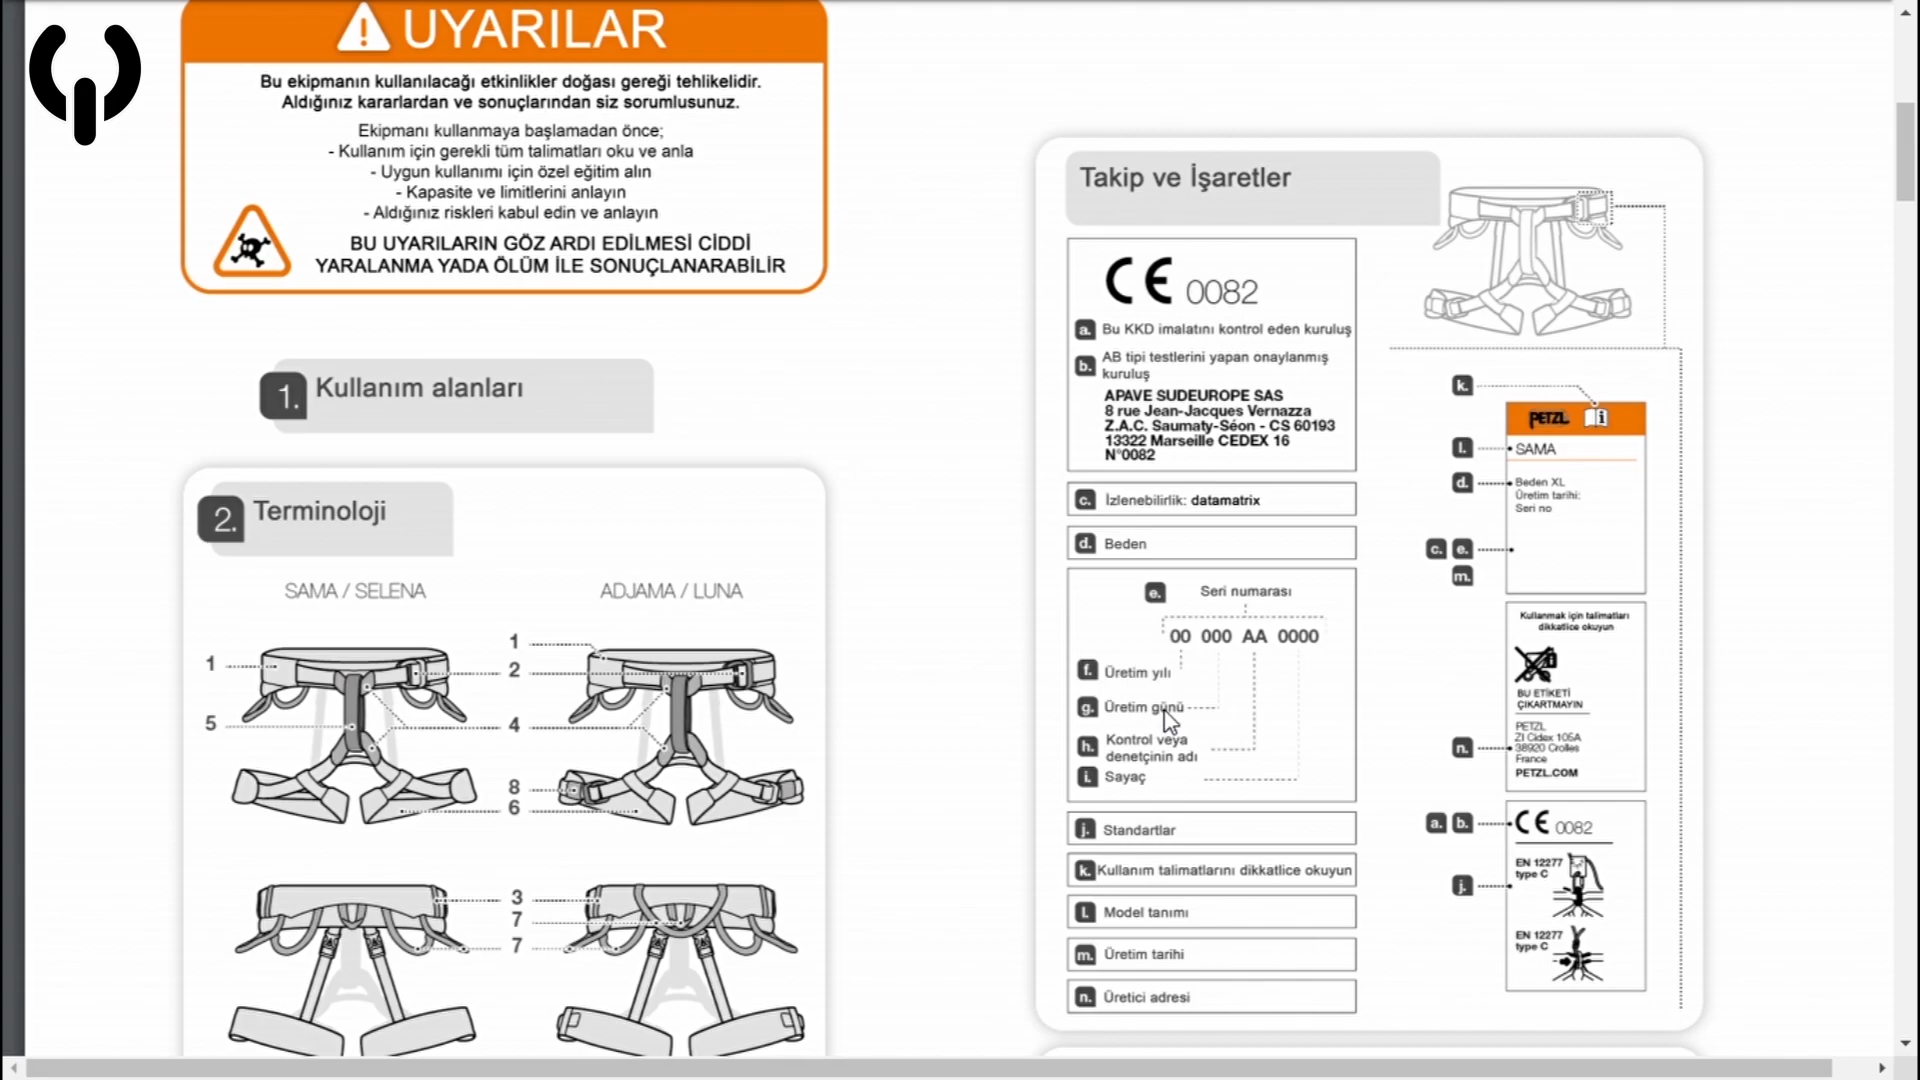 UYARILAR
Bu ekipmanın kullanılacağı etkinlikler doğası gereği tehlikelidir.
Aldığınız kararlardan ve sonuçlarından siz sorumlusunuz.
Ekipmanı kullanmaya başlamadan önce;
- Kullanım için gerekli tüm talimatları oku ve anla
- Uygun kullanımı için özel eğitim alın
- Kapasite ve limitlerini anlayın
- Aldığınız riskleri kabul edin ve anlayın
BU UYARILARIN GÖZ ARDI EDİLMESİ CİDDİ
YARALANMA YADA ÖLÜM İLE SONUÇLANARABİLİR
1. Kullanım alanları
2. Terminoloji
SAMA / SELENA
ADJAMA / LUNA
1
1
2
5
4
8
6
3
7
7
Takip ve İşaretler
CE 0082
a. Bu KKD imalatını kontrol eden kuruluş
b. AB tipi testlerini yapan onaylanmış
kuruluş
APAVE SUDEUROPE SAS
8 rue Jean-Jacques Vernazza
Z.A.C. Saumaty-Séon - CS 60193
13322 Marseille CEDEX 16
N°0082
c. İzlenebilirlik: datamatrix
d. Beden
e. Seri numarası
00 000 AA 0000
f. Üretim yılı
g. Üretim günü
h. Kontrol veya
denetçinin adı
i. Sayaç
j. Standartlar
k. Kullanım talimatlarını dikkatlice okuyun
l. Model tanımı
m. Üretim tarihi
n. Üretici adresi
k.
PETZL i
l. SAMA
d. Beden XL
Üretim tarihi:
Seri no
c. e.
m.
Kullanmak için talimatları
dikkatlice okuyun
BU ETİKETİ
ÇIKARTMAYIN
PETZL
ZI Cidex 105A
n. 38920 Crolles
France
PETZL.COM
a. b. CE 0082
EN 12277
type C
j.
EN 12277
type C